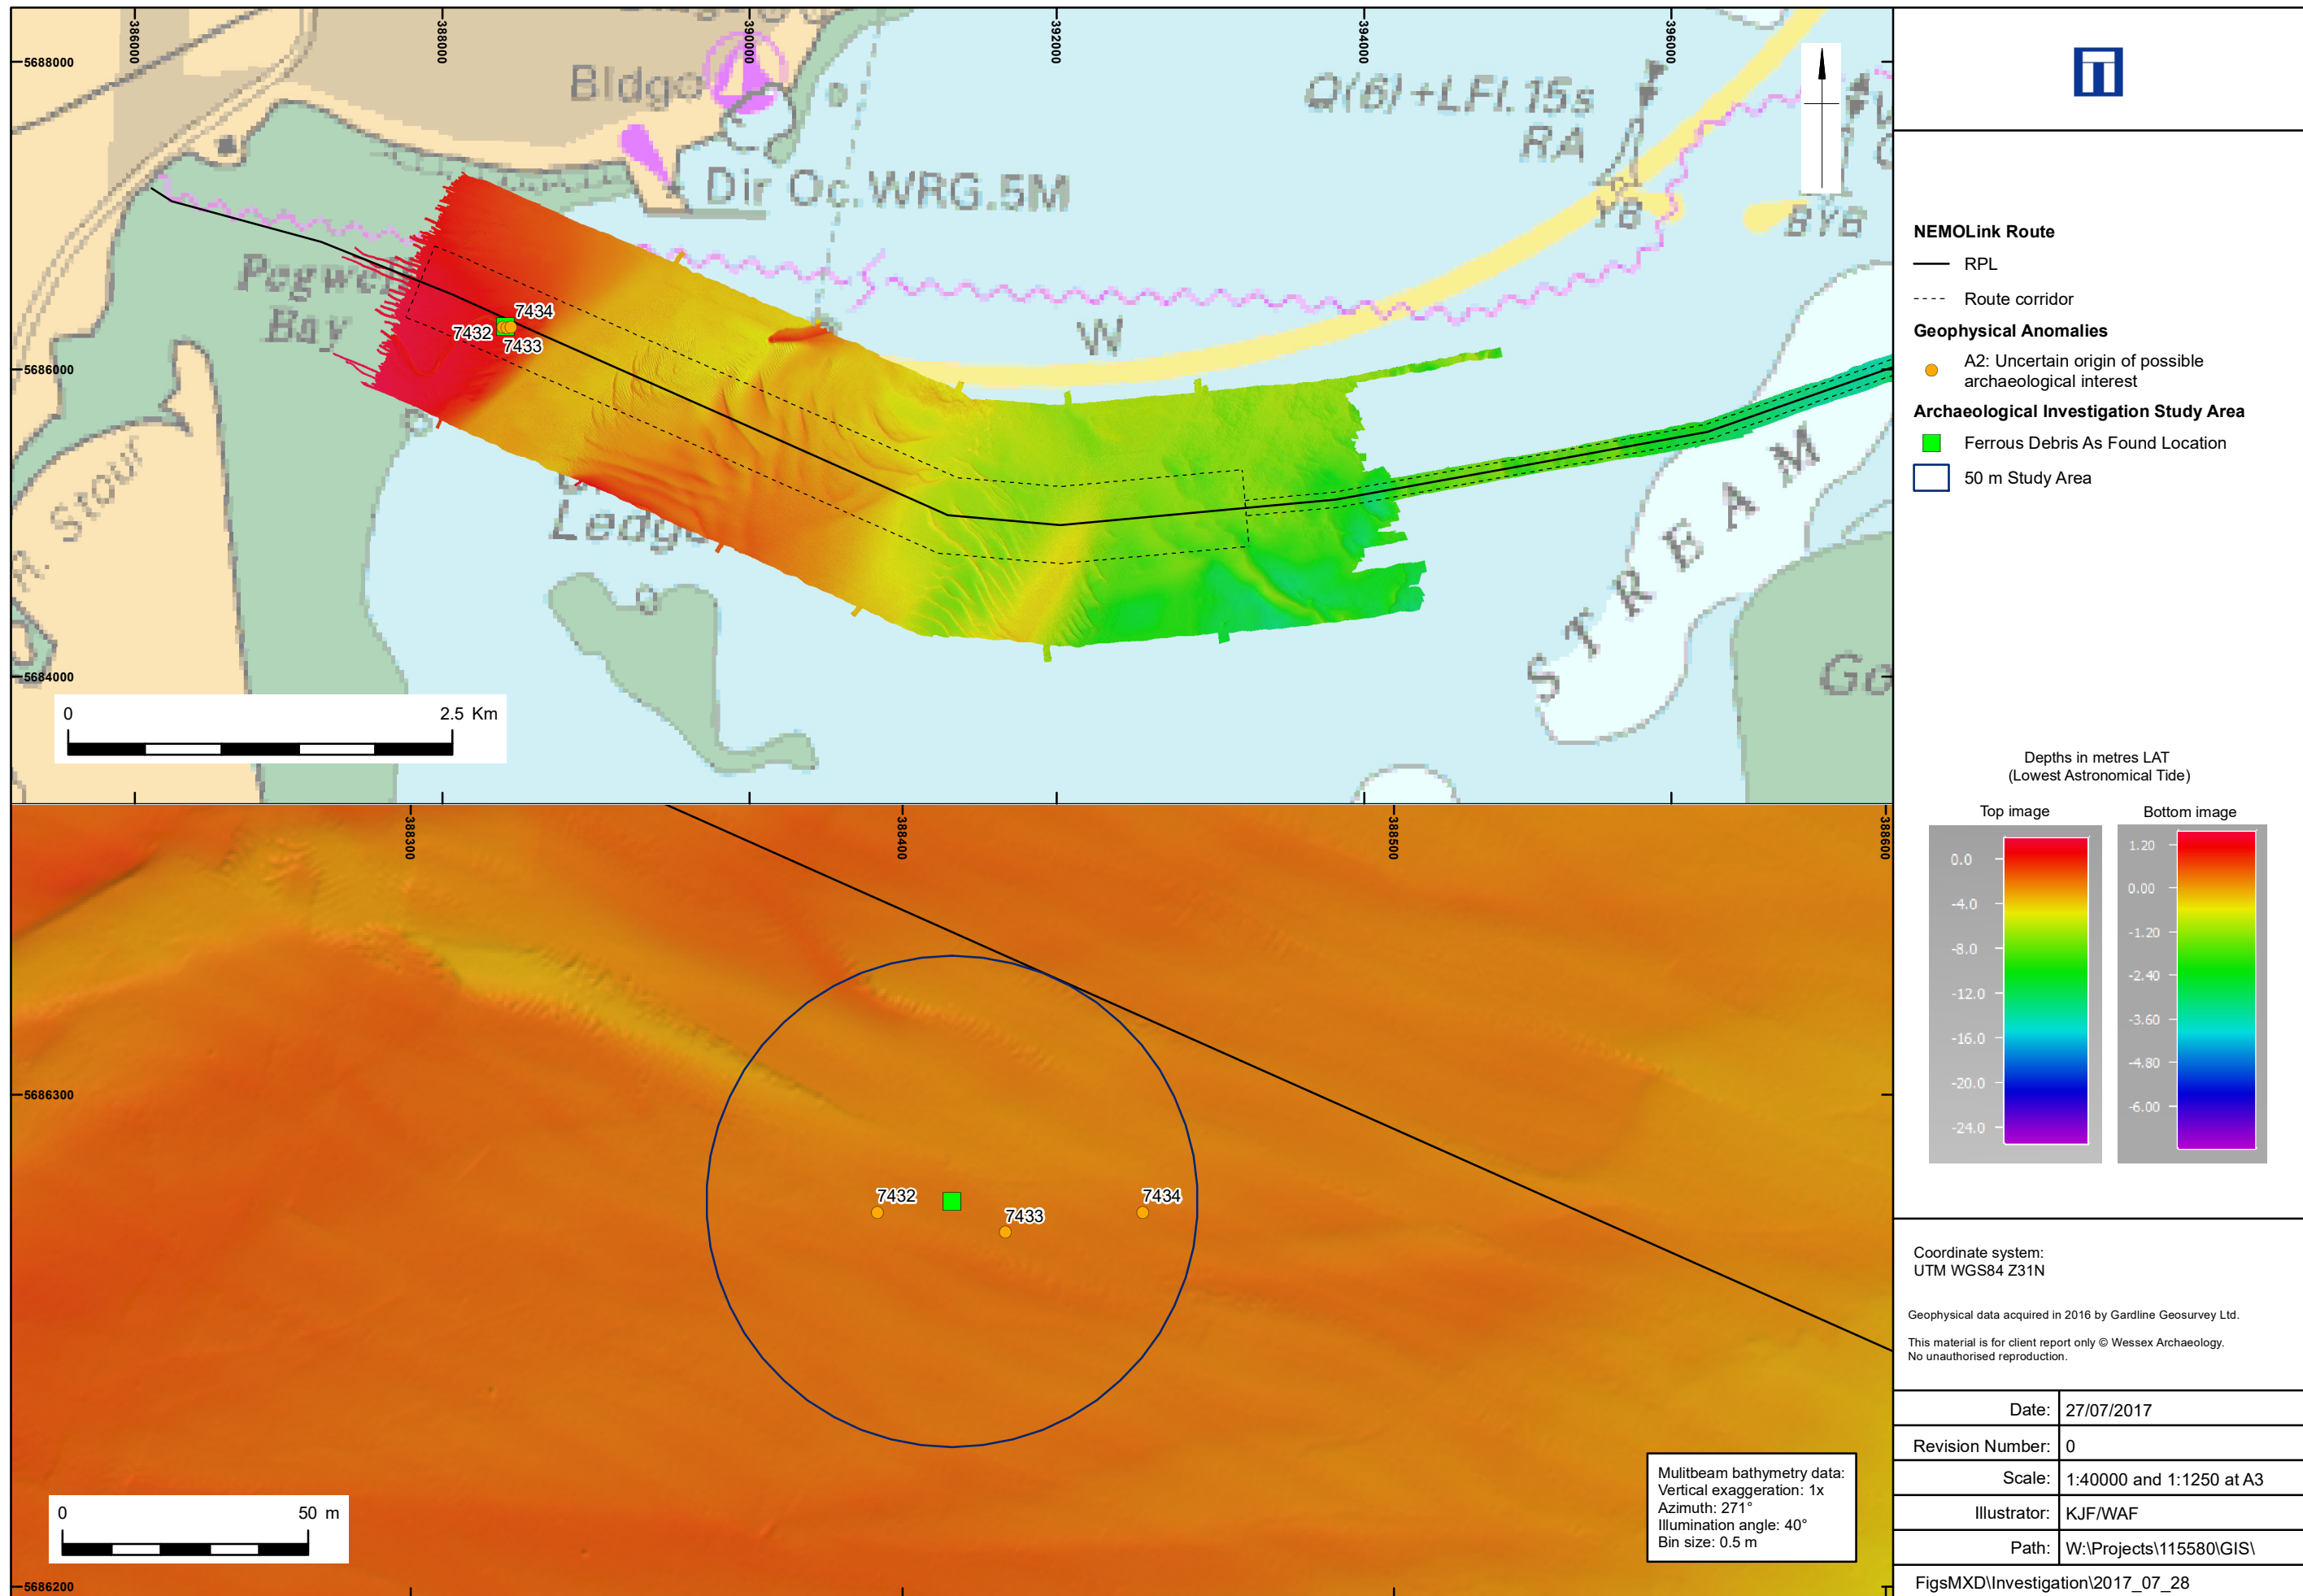 386000
388000
390000
392000
394000
396000
5688000
5686000
5684000
Bldgs
Dir Oc.WRG.5M
Q(6)+LFl.15s
RA
YB
BYB
Pegwell
Bay
7434
7432
7433
W
Stour
Ledge
STREAM
Go
0 2.5 Km
388300
388400
388500
388600
5686300
5686200
7432
7433
7434
0 50 m
Mulitbeam bathymetry data:
Vertical exaggeration: 1x
Azimuth: 271°
Illumination angle: 40°
Bin size: 0.5 m
NEMOLink Route
RPL
Route corridor
Geophysical Anomalies
A2: Uncertain origin of possible
archaeological interest
Archaeological Investigation Study Area
Ferrous Debris As Found Location
50 m Study Area
Depths in metres LAT
(Lowest Astronomical Tide)
Top image
0.0
-4.0
-8.0
-12.0
-16.0
-20.0
-24.0
Bottom image
1.20
0.00
-1.20
-2.40
-3.60
-4.80
-6.00
Coordinate system:
UTM WGS84 Z31N
Geophysical data acquired in 2016 by Gardline Geosurvey Ltd.
This material is for client report only © Wessex Archaeology.
No unauthorised reproduction.
Date: 27/07/2017
Revision Number: 0
Scale: 1:40000 and 1:1250 at A3
Illustrator: KJF/WAF
Path: W:\Projects\115580\GIS\
FigsMXD\Investigation\2017_07_28